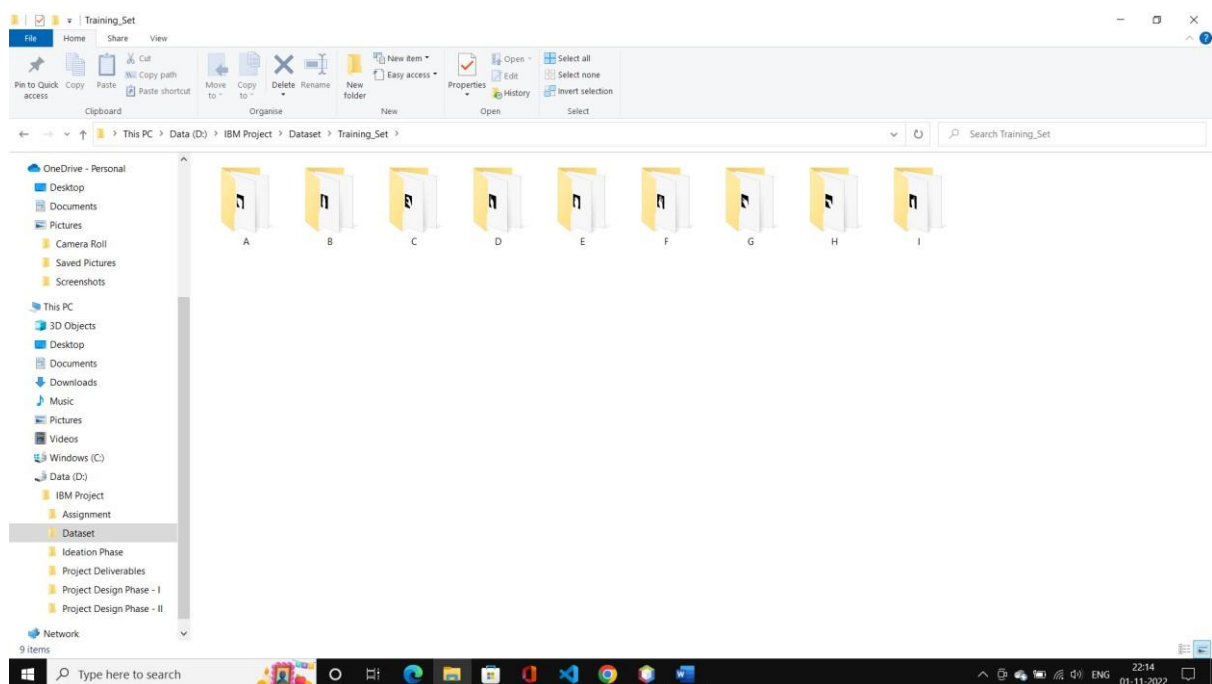 Training_Set
File Home Share View
Pin to Quick access
Copy
Paste
Cut
Copy path
Paste shortcut
Clipboard
Move to
Copy to
Delete
Rename
Organise
New folder
New item
Easy access
New
Properties
Open
Edit
History
Open
Select all
Select none
Invert selection
Select
This PC > Data (D:) > IBM Project > Dataset > Training_Set >
Search Training_Set
OneDrive - Personal
Desktop
Documents
Pictures
Camera Roll
Saved Pictures
Screenshots
This PC
3D Objects
Desktop
Documents
Downloads
Music
Pictures
Videos
Windows (C:)
Data (D:)
IBM Project
Assignment
Dataset
Ideation Phase
Project Deliverables
Project Design Phase - I
Project Design Phase - II
Network
A B C D E F G H I
9 items
Type here to search
ENG
22:14
01-11-2022